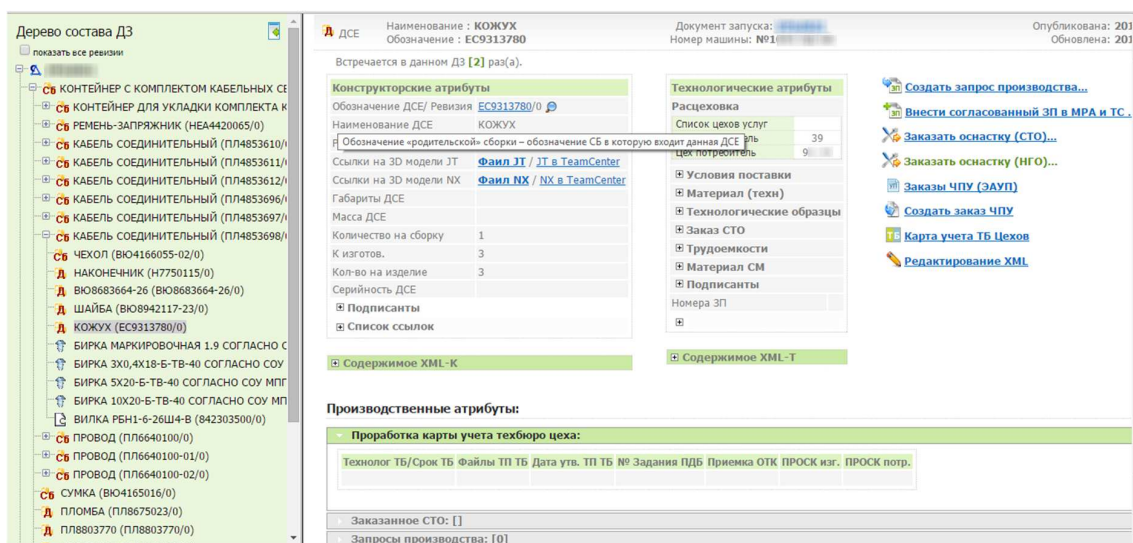 Дерево состава ДЗ
показать все ревизии
СБ КОНТЕЙНЕР С КОМПЛЕКТОМ КАБЕЛЬНЫХ СЕ
СБ КОНТЕЙНЕР ДЛЯ УКЛАДКИ КОМПЛЕКТА К
СБ РЕМЕНЬ-ЗАПРЯЖНИК (НЕА4420065/0)
СБ КАБЕЛЬ СОЕДИНИТЕЛЬНЫЙ (ПЛ4853610/
СБ КАБЕЛЬ СОЕДИНИТЕЛЬНЫЙ (ПЛ4853611/
СБ КАБЕЛЬ СОЕДИНИТЕЛЬНЫЙ (ПЛ4853612/
СБ КАБЕЛЬ СОЕДИНИТЕЛЬНЫЙ (ПЛ4853696/
СБ КАБЕЛЬ СОЕДИНИТЕЛЬНЫЙ (ПЛ4853697/
СБ КАБЕЛЬ СОЕДИНИТЕЛЬНЫЙ (ПЛ4853698/
СБ ЧЕХОЛ (ВЮ4166055-02/0)
Д НАКОНЕЧНИК (Н7750115/0)
Д ВЮ8683664-26 (ВЮ8683664-26/0)
Д ШАЙБА (ВЮ8942117-23/0)
Д КОЖУХ (ЕС9313780/0)
БИРКА МАРКИРОВОЧНАЯ 1.9 СОГЛАСНО С
БИРКА 3Х0,4Х18-Б-ТВ-40 СОГЛАСНО СОУ
БИРКА 5Х20-Б-ТВ-40 СОГЛАСНО СОУ МПГ
БИРКА 10Х20-Б-ТВ-40 СОГЛАСНО СОУ МП
ВИЛКА РБН1-6-26Ш4-В (842303500/0)
СБ ПРОВОД (ПЛ6640100/0)
СБ ПРОВОД (ПЛ6640100-01/0)
СБ ПРОВОД (ПЛ6640100-02/0)
СБ СУМКА (ВЮ4165016/0)
Д ПЛОМБА (ПЛ8675023/0)
Д ПЛ8803770 (ПЛ8803770/0)
Д ДСЕ
Наименование : КОЖУХ
Обозначение : ЕС9313780
Документ запуска:
Номер машины: №1
Опубликована: 201
Обновлена: 201
Встречается в данном ДЗ [2] раз(а).
Конструкторские атрибуты
Обозначение ДСЕ/ Ревизия ЕС9313780/0
Наименование ДСЕ КОЖУХ
Обозначение «родительской» сборки – обозначение СБ в которую входит данная ДСЕ
Ссылки на 3D модели JT Фаил JT / JT в TeamCenter
Ссылки на 3D модели NX Фаил NX / NX в TeamCenter
Габариты ДСЕ
Масса ДСЕ
Количество на сборку 1
К изготов. 3
Кол-во на изделие 3
Серийность ДСЕ
Подписанты
Список ссылок
Содержимое XML-К
Технологические атрибуты
Расцеховка
Список цехов услуг
39
Цех потребитель 9
Условия поставки
Материал (техн)
Технологические образцы
Заказ СТО
Трудоемкости
Материал СМ
Подписанты
Номера ЗП
Содержимое XML-Т
Создать запрос производства...
Внести согласованный ЗП в МРА и ТС .
Заказать оснастку (СТО)...
Заказать оснастку (НГО)...
Заказы ЧПУ (ЭАУП)
Создать заказ ЧПУ
Карта учета ТБ Цехов
Редактирование XML
Производственные атрибуты:
Проработка карты учета техбюро цеха:
Технолог ТБ/Срок ТБ Файлы ТП ТБ Дата утв. ТП ТБ № Задания ПДБ Приемка ОТК ПРОСК изг. ПРОСК потр.
Заказанное СТО: []
Запросы производства: [0]